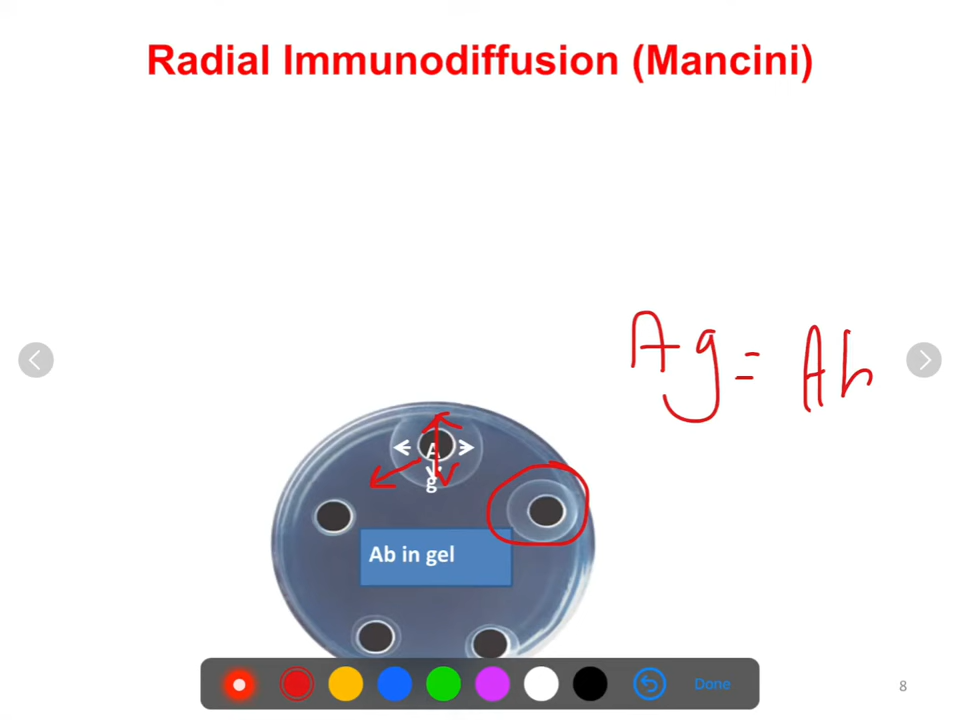 Radial Immunodiffusion (Mancini)
Ag = Ab
A
g
Ab in gel
Done
8